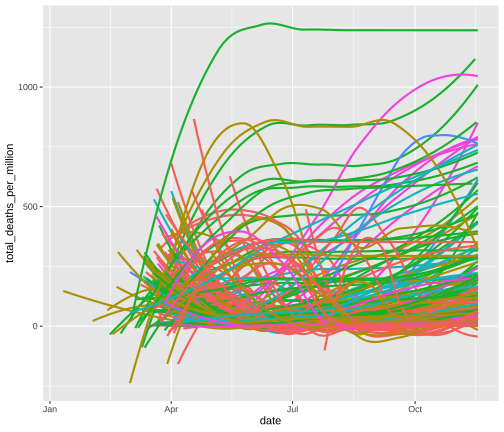 1000
500
0
total_deaths_per_million
Jan
Apr
Jul
Oct
date